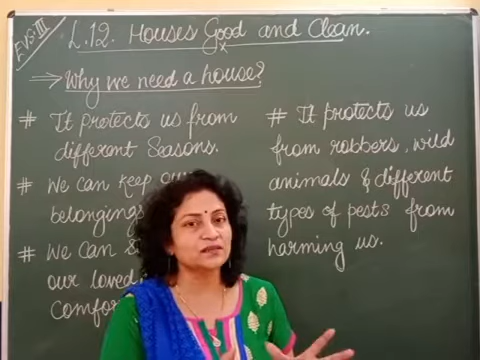 EVS-III
L.12. Houses Good and Clean.
Why we need a house?
# It protects us from
different Seasons.
# We can keep our
belongings
# We can
our loved
# It protects us
from robbers, wild
animals & different
types of pests from
harming us.